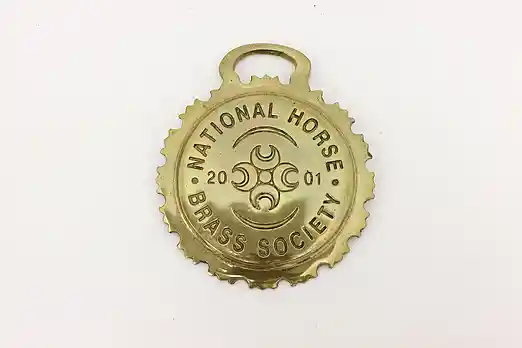 NATIONAL HORSE
20 01
• BRASS SOCIETY •